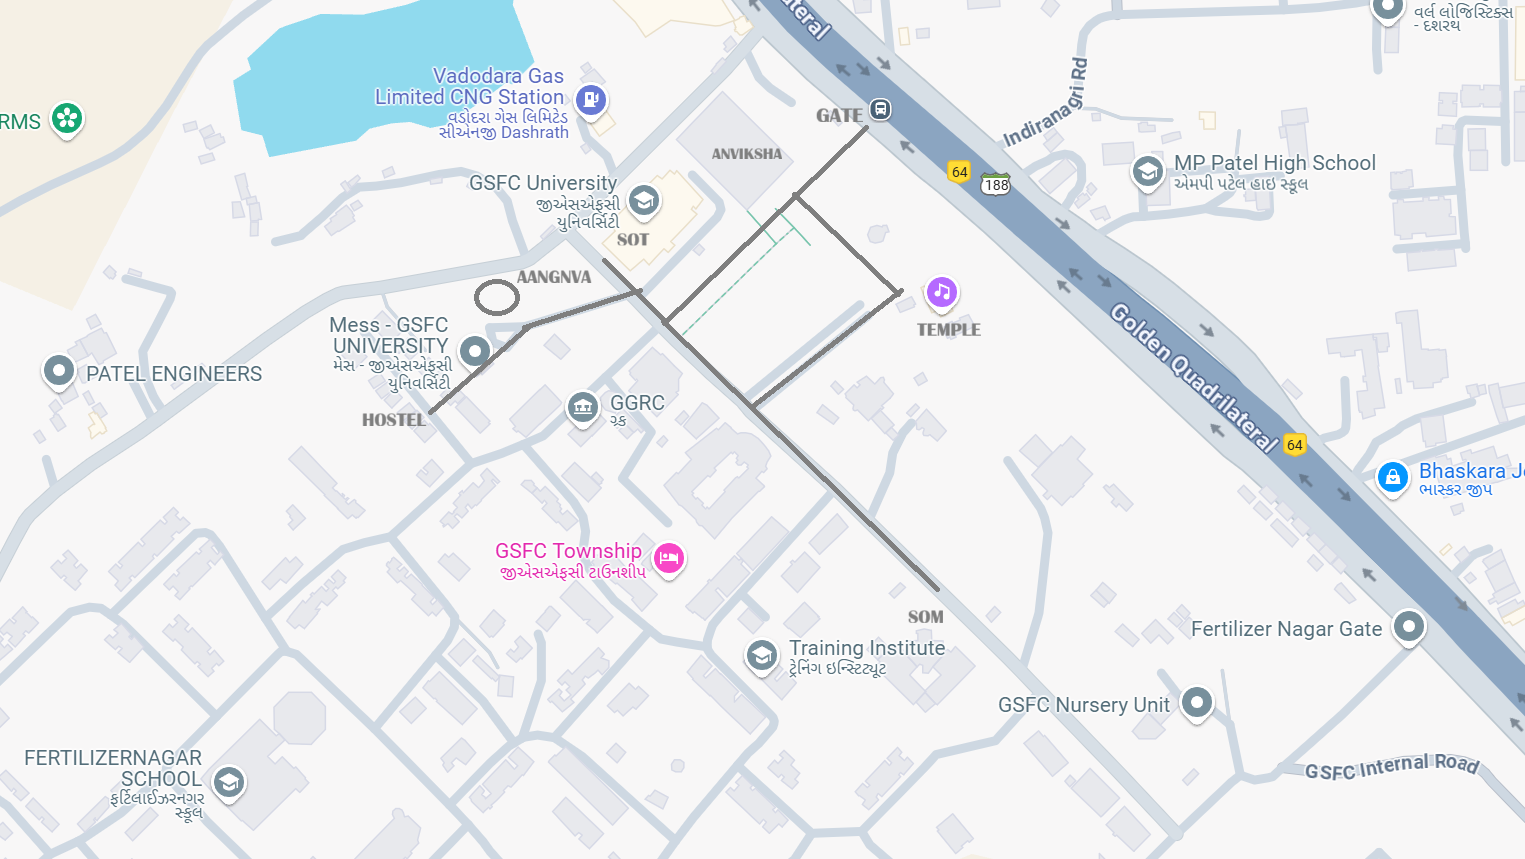 ateral
વર્લ્ડ લોજિસ્ટિક્સ
- દશરથ
Vadodara Gas
Limited CNG Station
વડોદરા ગેસ લિમિટેડ
સીએનજી Dashrath
RMS
GATE
Indiranagri Rd
ANVIKSHA
64
188
MP Patel High School
એમપી પટેલ હાઇ સ્કૂલ
GSFC University
જીએસએફસી
યુનિવર્સિટી
SOT
AANGNVA
Mess - GSFC
UNIVERSITY
મેસ - જીએસએફસી
યુનિવર્સિટી
TEMPLE
Golden Quadrilateral
PATEL ENGINEERS
HOSTEL
GGRC
64
Bhaskara Je
ભાસ્કર જીપ
GSFC Township
જીએસએફસી ટાઉનશીપ
SOM
Fertilizer Nagar Gate
Training Institute
ટ્રેનિંગ ઇન્સ્ટિટ્યૂટ
GSFC Nursery Unit
FERTILIZERNAGAR
SCHOOL
ફર્ટિલાઈઝરનગર
સ્કૂલ
GSFC Internal Road